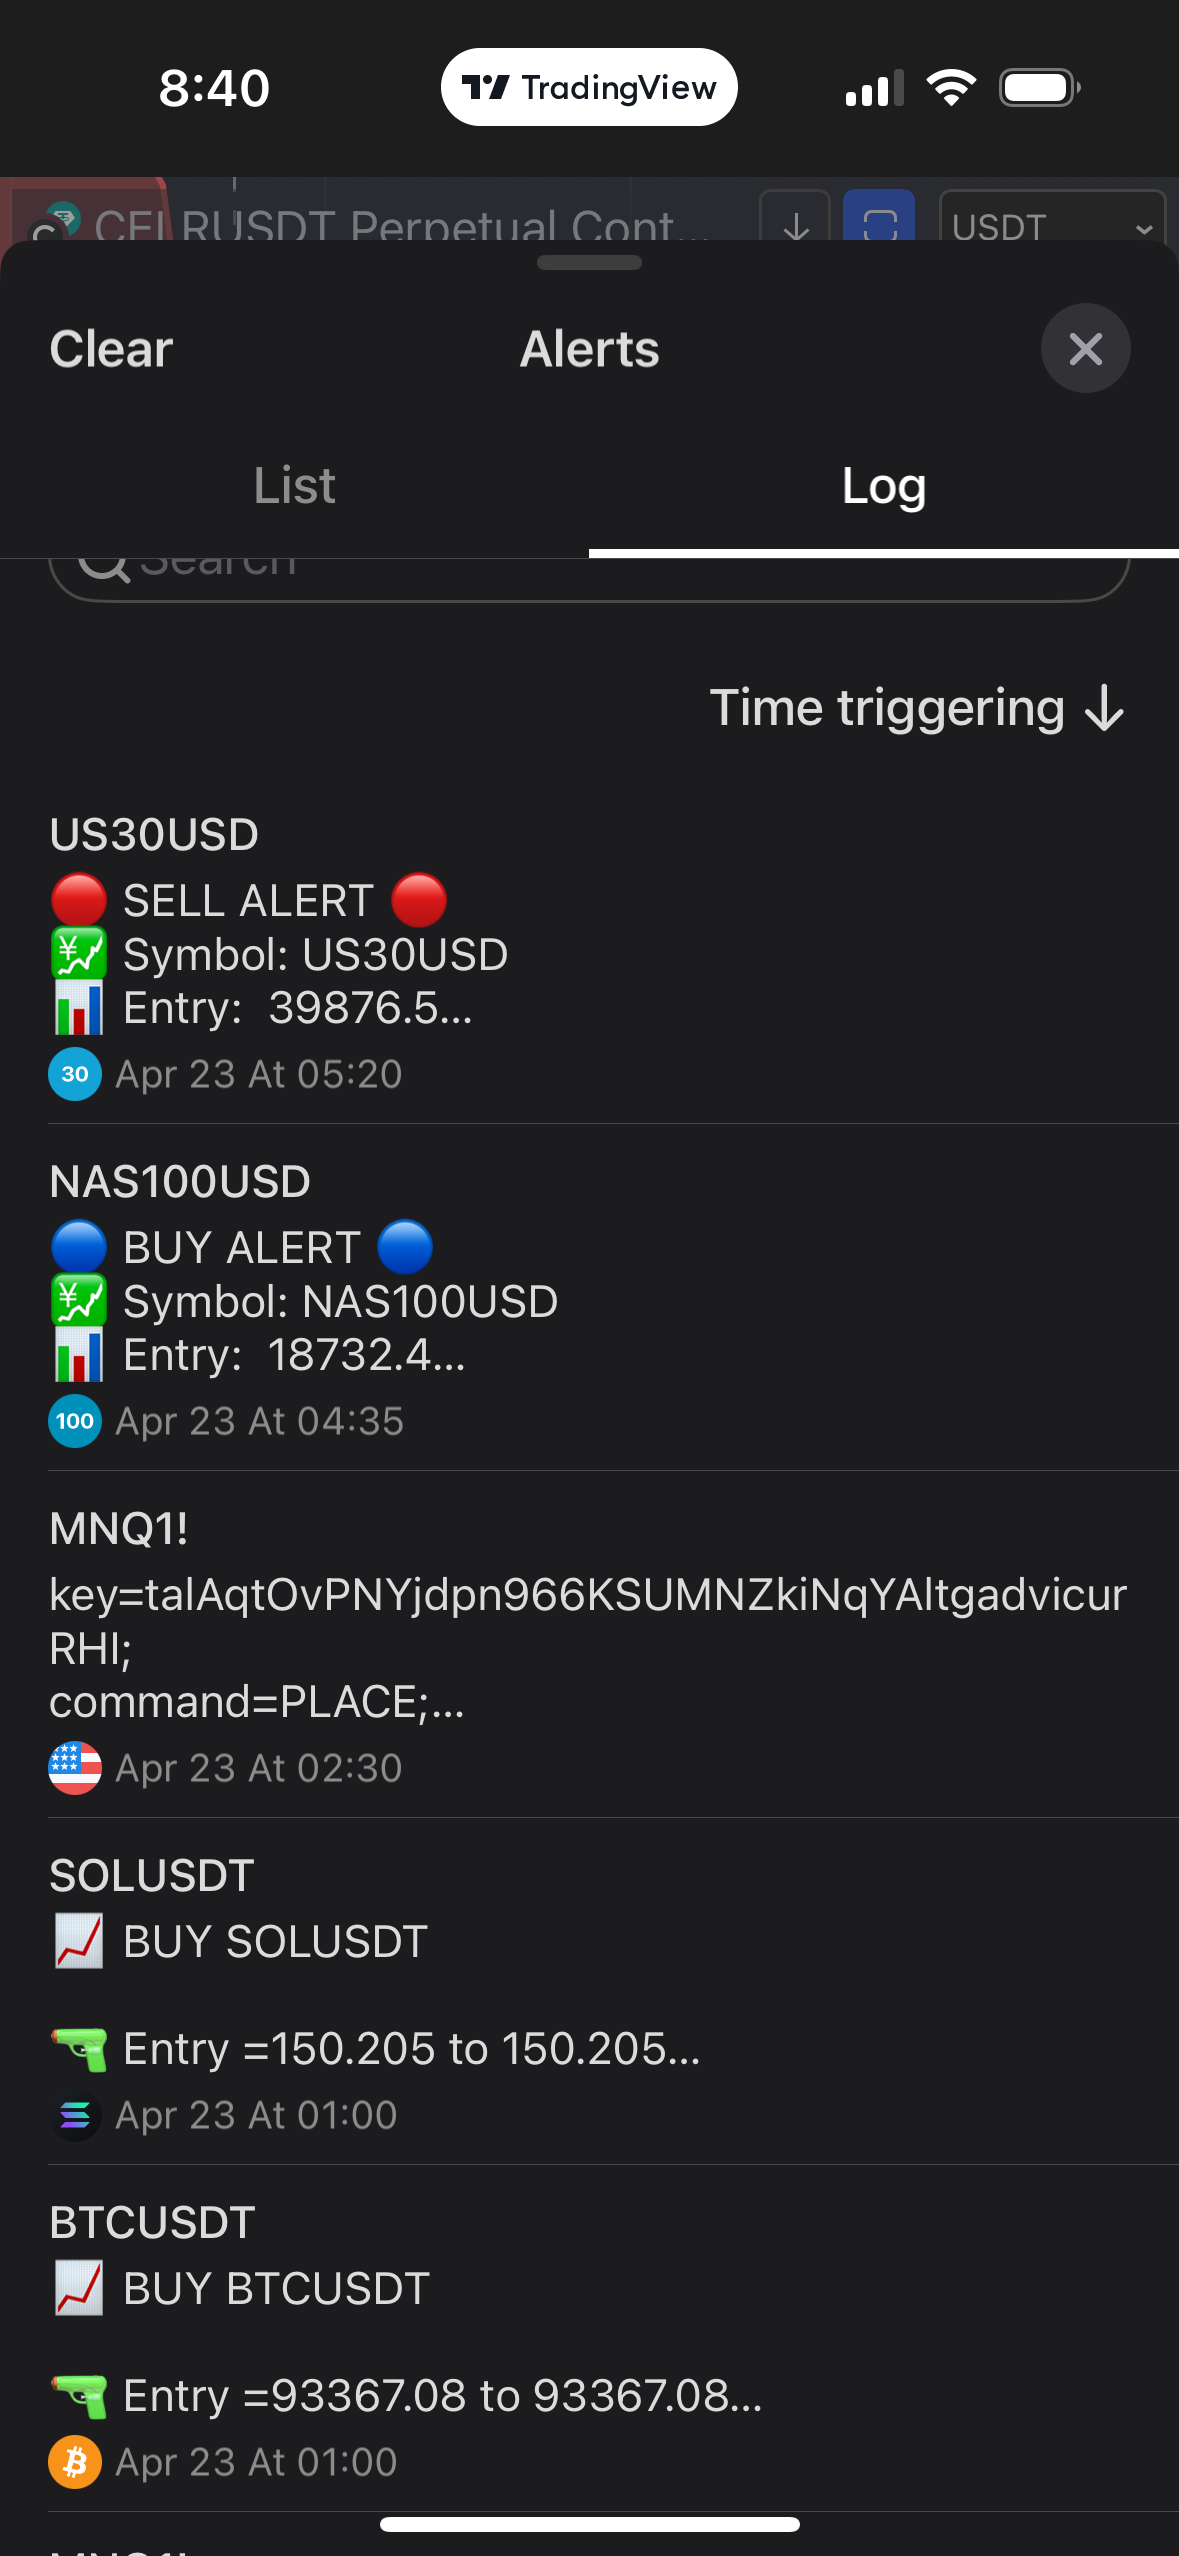 8:40
TradingView
CELRUSDT Perpetual Cont...
USDT
Clear
Alerts
List
Log
Search
Time triggering ↓
US30USD
🔴 SELL ALERT 🔴
💹 Symbol: US30USD
📊 Entry:  39876.5...
30 Apr 23 At 05:20
NAS100USD
🔵 BUY ALERT 🔵
💹 Symbol: NAS100USD
📊 Entry:  18732.4...
100 Apr 23 At 04:35
MNQ1!
key=talAqtOvPNYjdpn966KSUMNZkiNqYAltgadvicur
RHI;
command=PLACE;...
Apr 23 At 02:30
SOLUSDT
📈 BUY SOLUSDT
🔫 Entry =150.205 to 150.205...
Apr 23 At 01:00
BTCUSDT
📈 BUY BTCUSDT
🔫 Entry =93367.08 to 93367.08...
Apr 23 At 01:00
MNQ1!